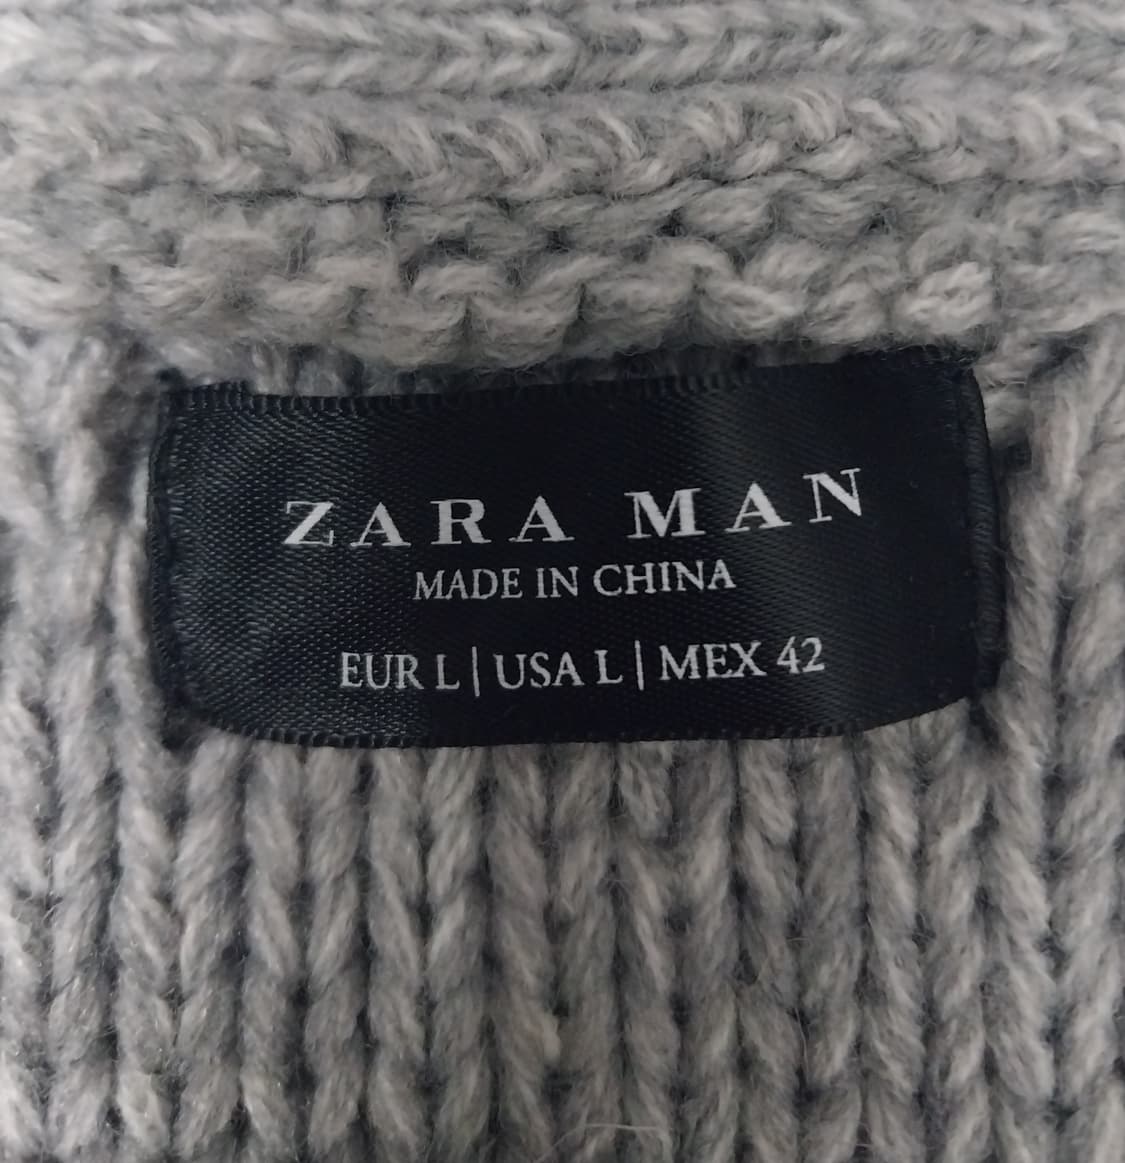 ZARA MAN
MADE IN CHINA
EUR L | USA L | MEX 42